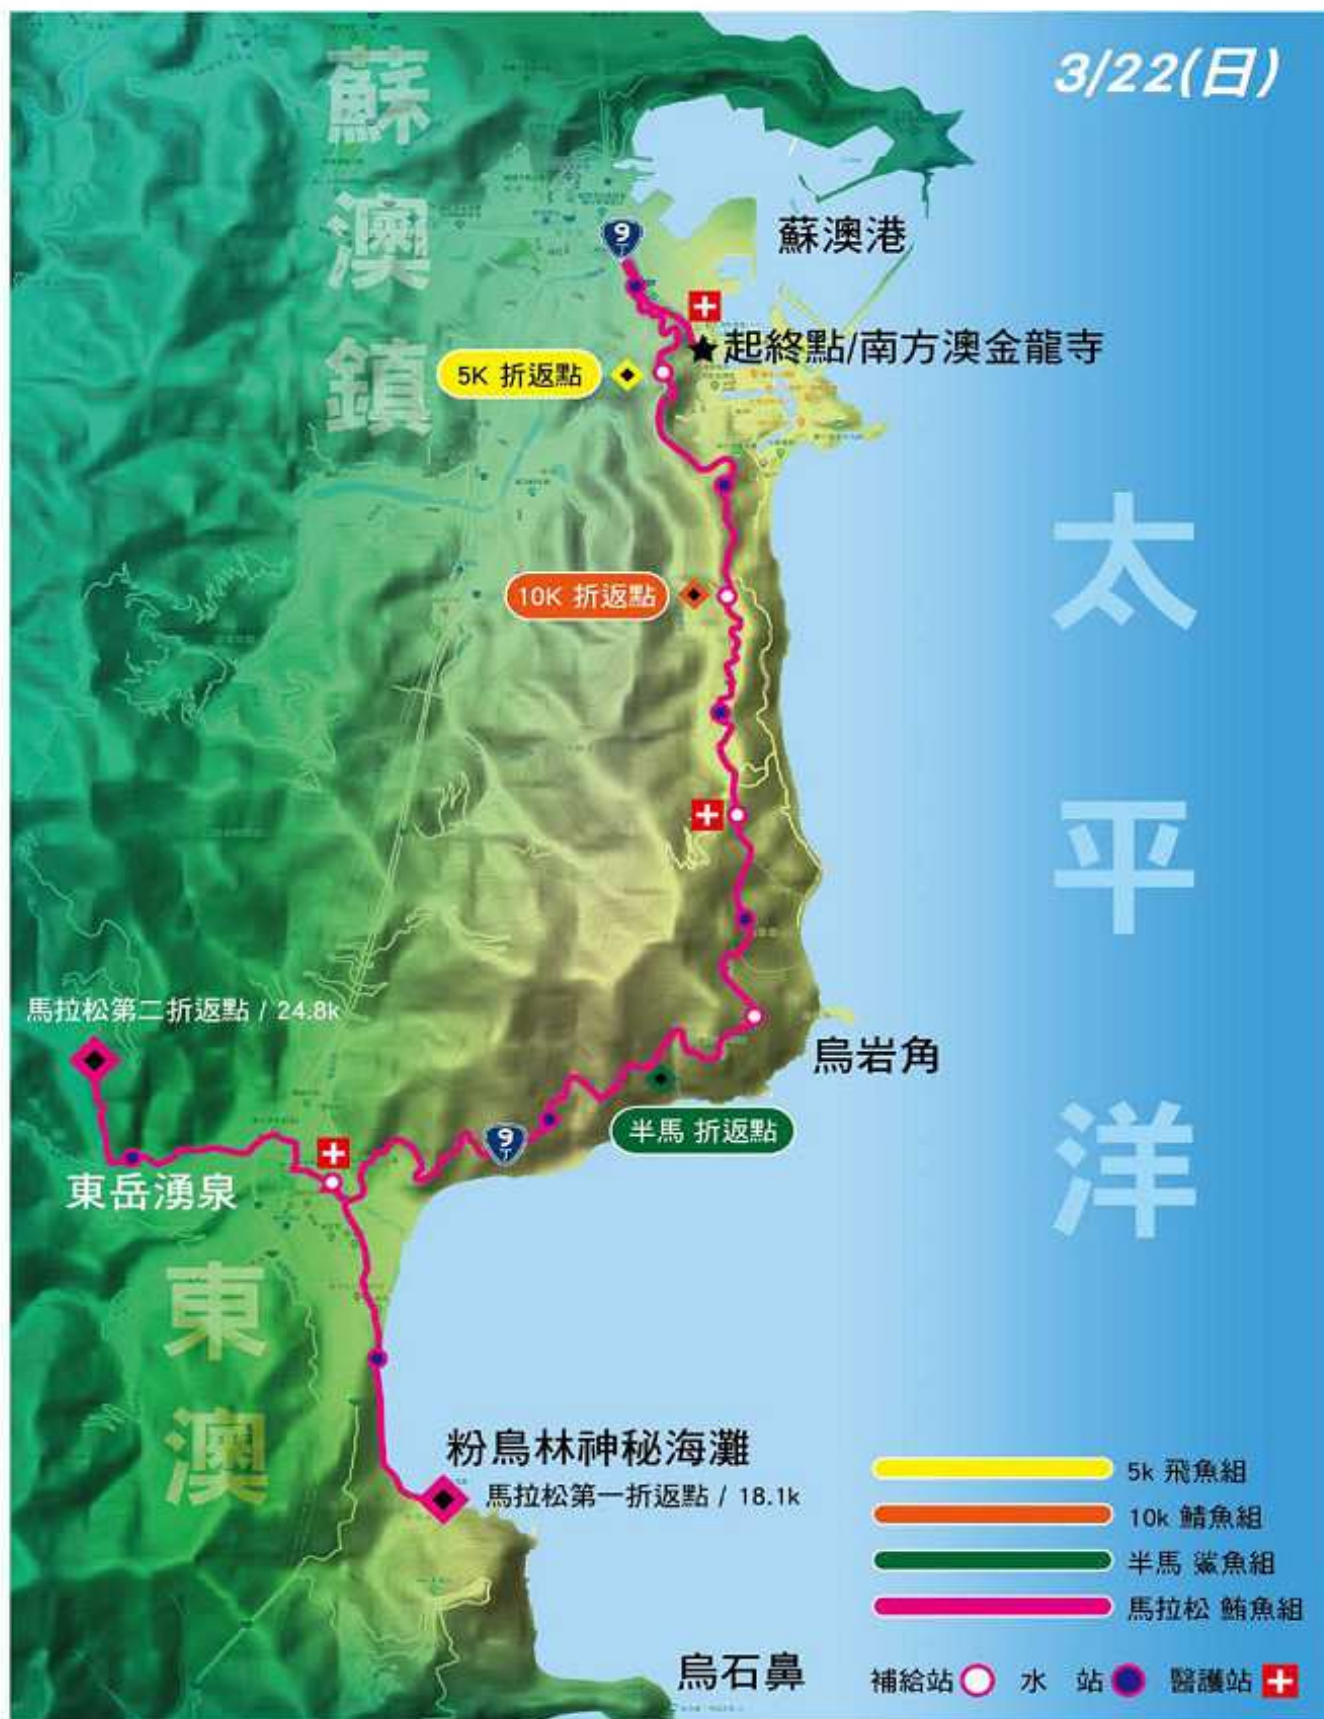 3/22(日)
蘇澳鎮
9
丁
蘇澳港
起終點/南方澳金龍寺
5K 折返點
太平洋
10K 折返點
馬拉松第二折返點 / 24.8k
烏岩角
半馬 折返點
9
丁
東岳湧泉
東澳
粉鳥林神秘海灘
馬拉松第一折返點 / 18.1k
5k 飛魚組
10k 鯖魚組
半馬 鯊魚組
馬拉松 鮪魚組
烏石鼻
補給站 水 站 醫護站